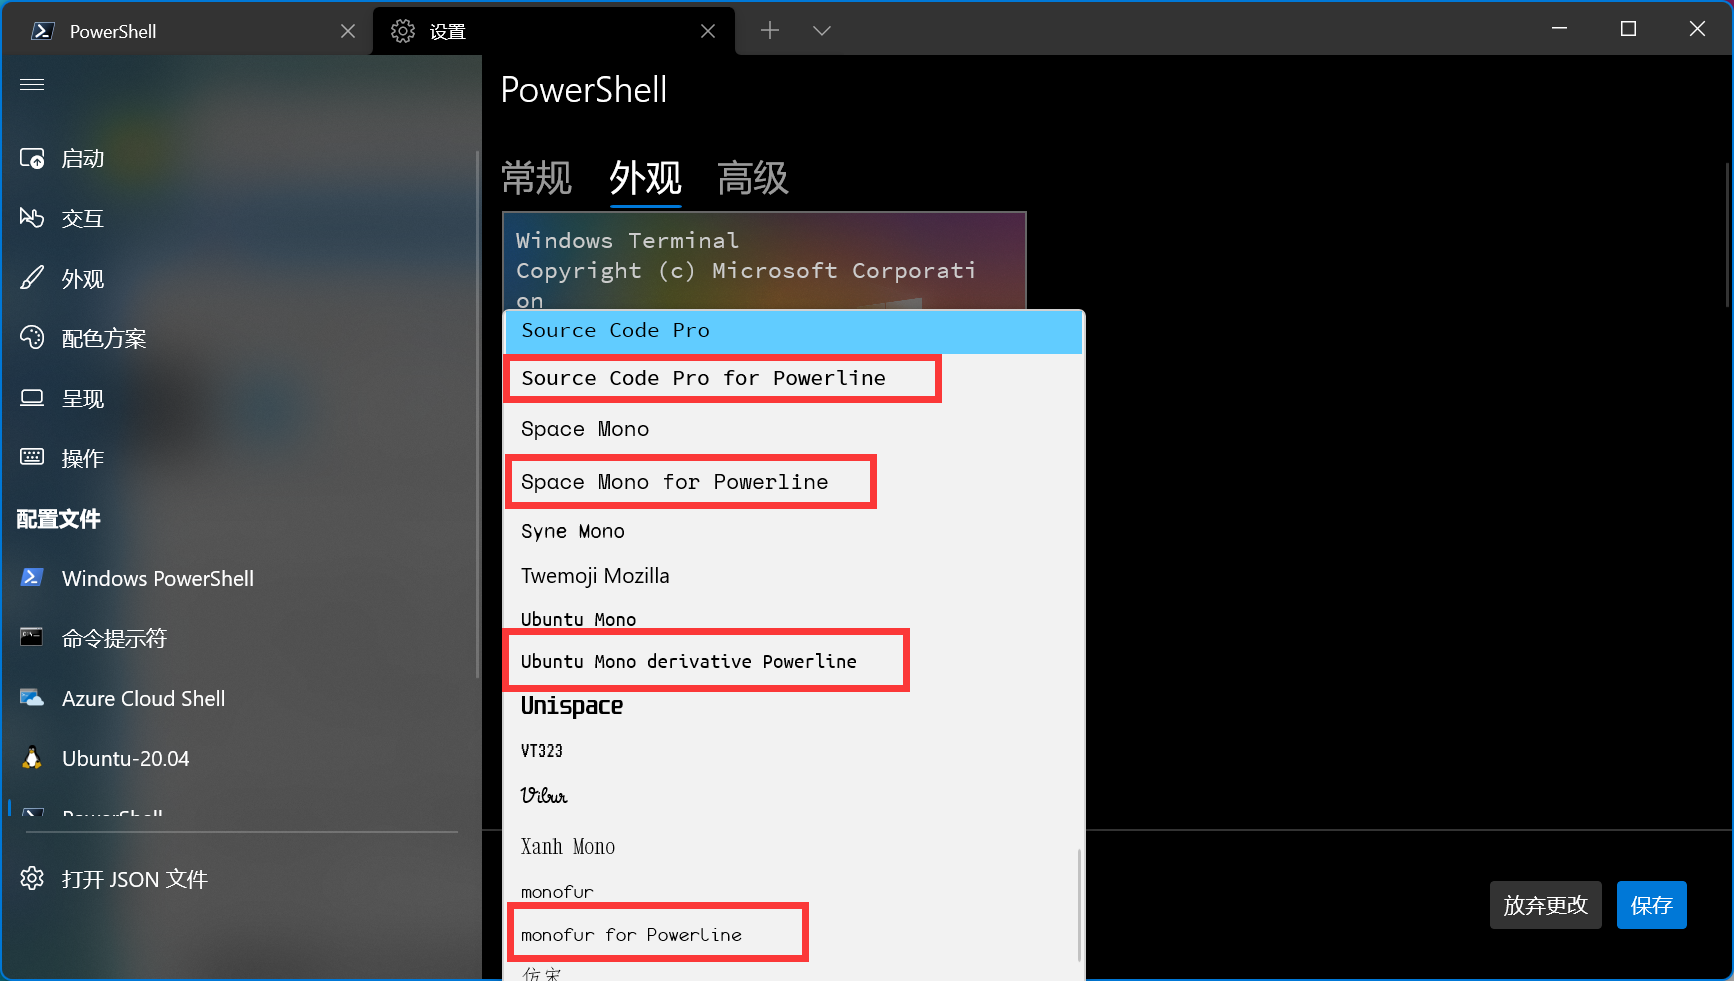 PowerShell
设置
PowerShell
启动
交互
外观
配色方案
呈现
操作
配置文件
Windows PowerShell
命令提示符
Azure Cloud Shell
Ubuntu-20.04
PowerShell
打开 JSON 文件
常规 外观 高级
Windows Terminal
Copyright (c) Microsoft Corporati
on
Source Code Pro
Source Code Pro for Powerline
Space Mono
Space Mono for Powerline
Syne Mono
Twemoji Mozilla
Ubuntu Mono
Ubuntu Mono derivative Powerline
Unispace
VT323
Vibur
Xanh Mono
monofur
monofur for Powerline
仿宋
放弃更改
保存